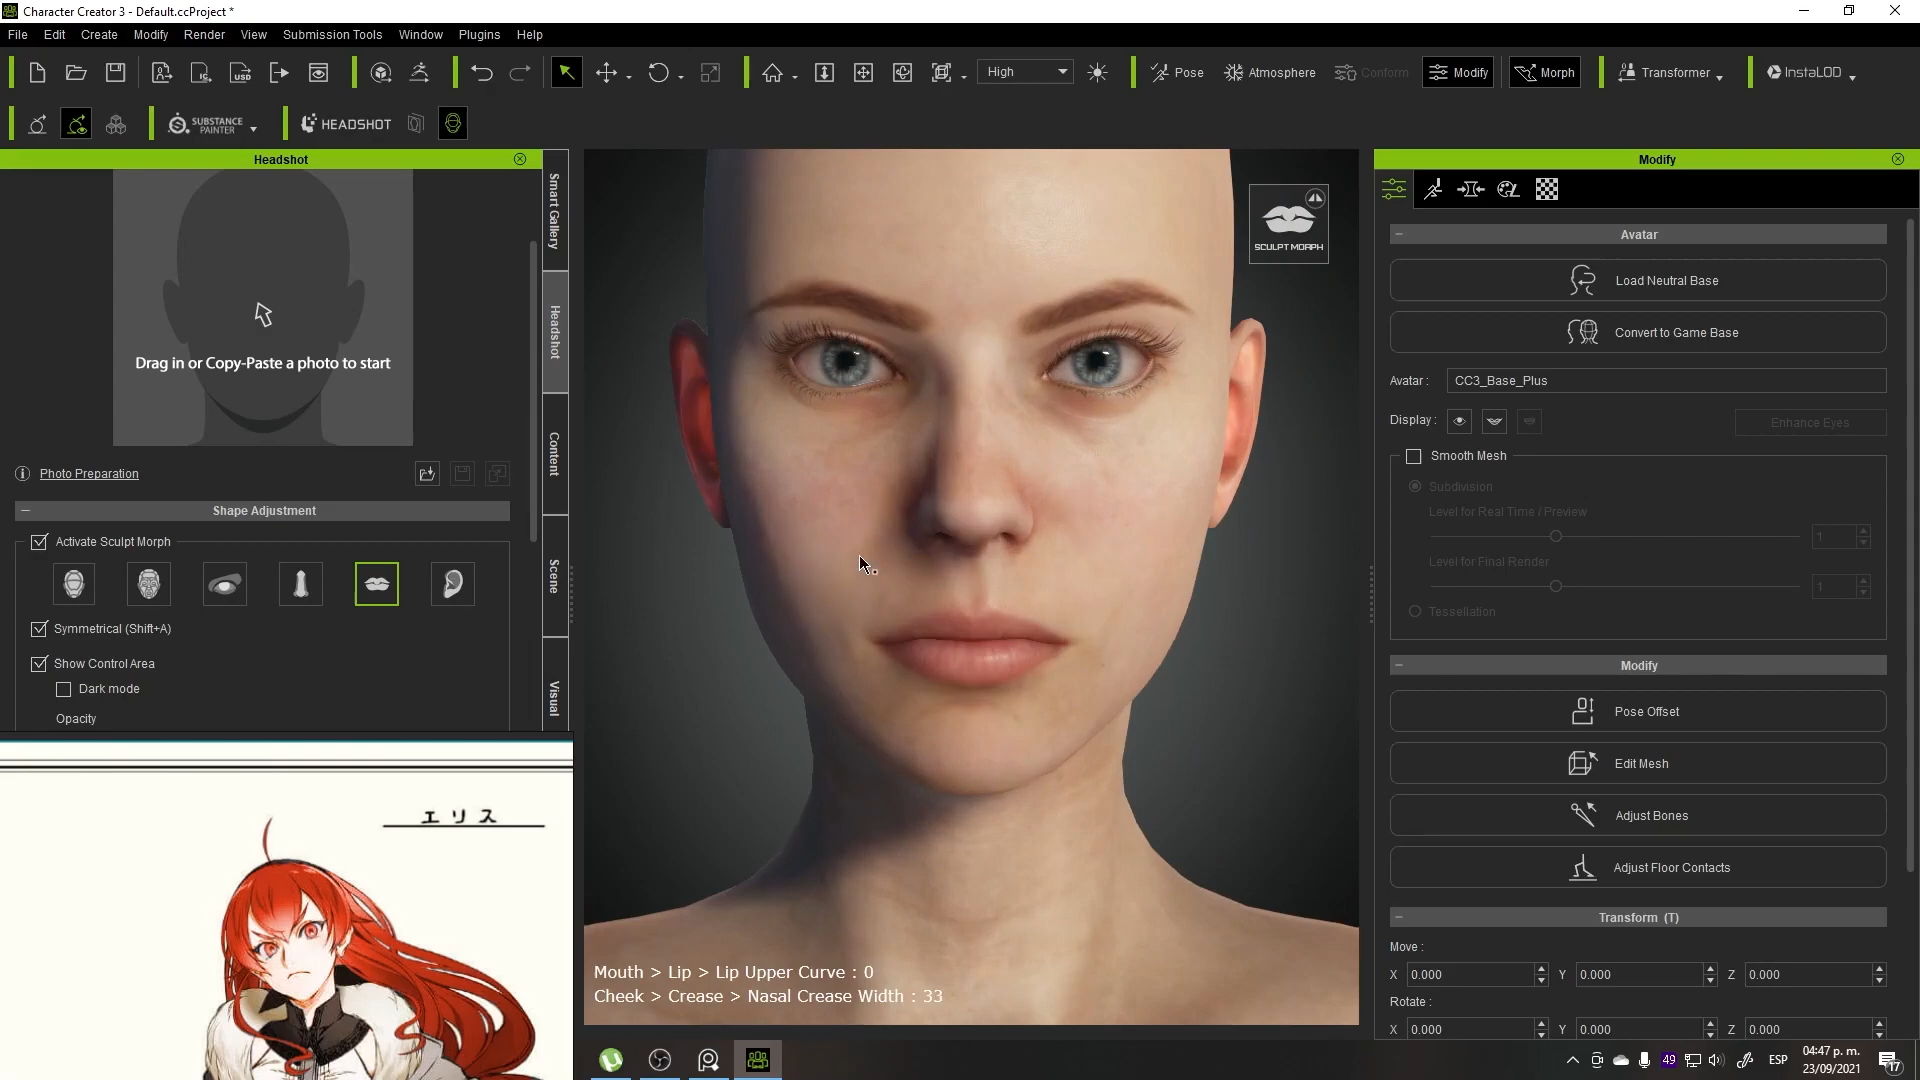 Character Creator 3 - Default.ccProject *
File Edit Create Modify Render View Submission Tools Window Plugins Help
High Pose Atmosphere Conform Modify Morph Transformer InstaLOD
SUBSTANCE PAINTER HEADSHOT
Headshot
Drag in or Copy-Paste a photo to start
Photo Preparation
Shape Adjustment
Activate Sculpt Morph
Symmetrical (Shift+A)
Show Control Area
Dark mode
Opacity
Smart Gallery
Headshot
Content
Scene
Visual
エリス
SCULPT MORPH
Mouth > Lip > Lip Upper Curve : 0
Cheek > Crease > Nasal Crease Width : 33
Modify
Avatar
Load Neutral Base
Convert to Game Base
Avatar : CC3_Base_Plus
Display : Enhance Eyes
Smooth Mesh
Subdivision
Level for Real Time / Preview
1
Level for Final Render
1
Tessellation
Modify
Pose Offset
Edit Mesh
Adjust Bones
Adjust Floor Contacts
Transform (T)
Move :
X 0.000 Y 0.000 Z 0.000
Rotate :
X 0.000 Y 0.000 Z 0.000
49 ESP 04:47 p. m.
23/09/2021
17